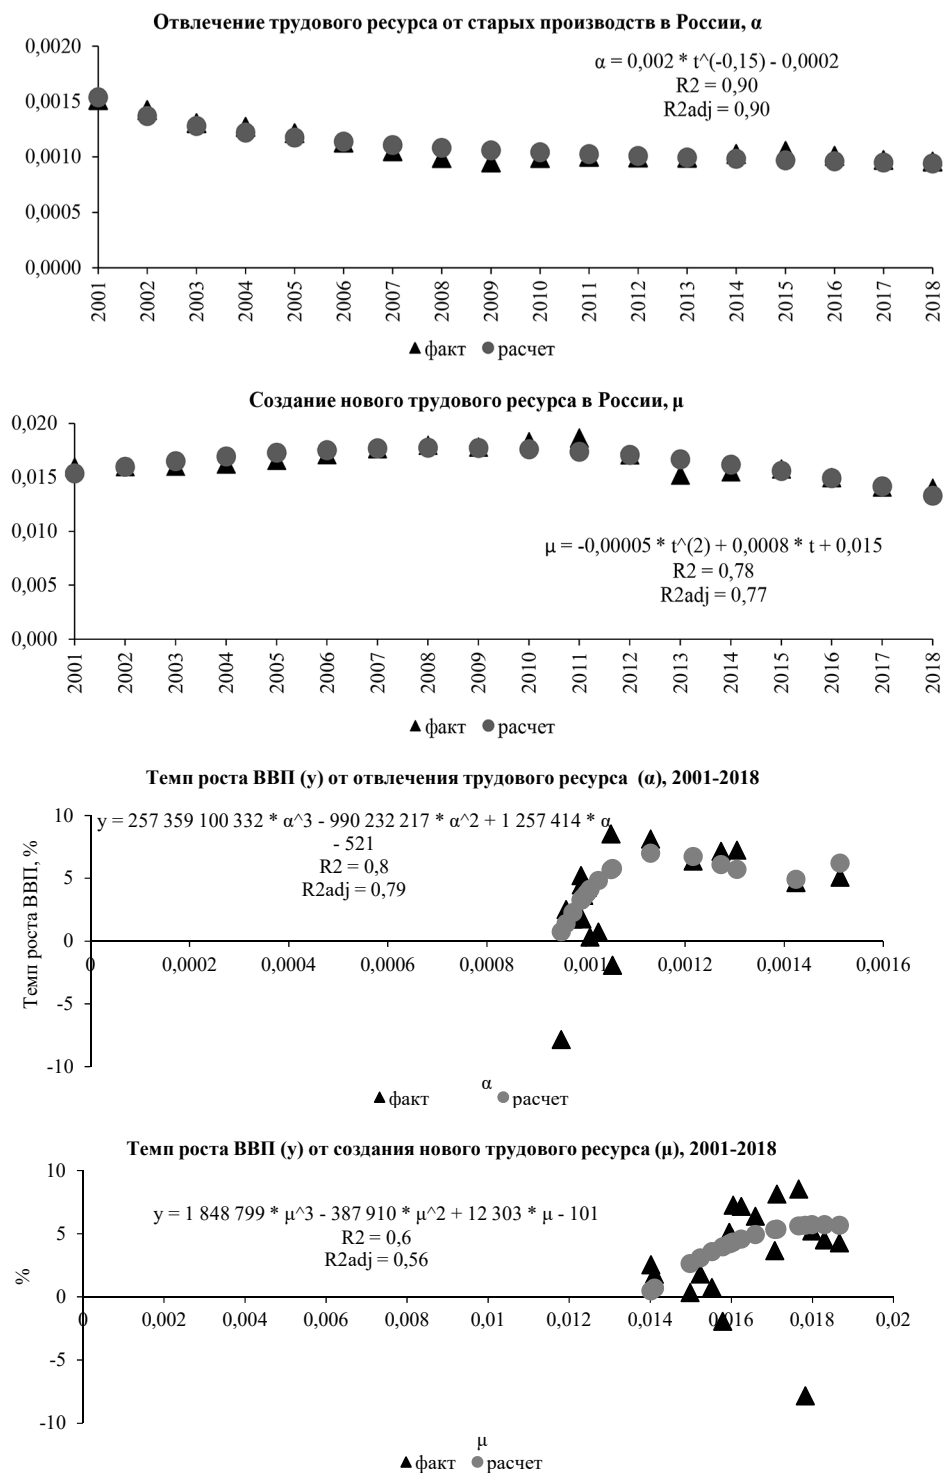 Отвлечение трудового ресурса от старых производств в России, α
0,0020
α = 0,002 * t^(-0,15) - 0,0002
R2 = 0,90
R2adj = 0,90
0,0015
0,0010
0,0005
0,0000
2001 2002 2003 2004 2005 2006 2007 2008 2009 2010 2011 2012 2013 2014 2015 2016 2017 2018
факт расчет
Создание нового трудового ресурса в России, μ
0,020
0,015
0,010
μ = -0,00005 * t^(2) + 0,0008 * t + 0,015
R2 = 0,78
R2adj = 0,77
0,005
0,000
2001 2002 2003 2004 2005 2006 2007 2008 2009 2010 2011 2012 2013 2014 2015 2016 2017 2018
факт расчет
Темп роста ВВП (y) от отвлечения трудового ресурса (α), 2001-2018
Темп роста ВВП, %
10
y = 257 359 100 332 * α^3 - 990 232 217 * α^2 + 1 257 414 * α
- 521
R2 = 0,8
R2adj = 0,79
5
0
0 0,0002 0,0004 0,0006 0,0008 0,001 0,0012 0,0014 0,0016
-5
-10
α
факт расчет
Темп роста ВВП (y) от создания нового трудового ресурса (μ), 2001-2018
%
10
y = 1 848 799 * μ^3 - 387 910 * μ^2 + 12 303 * μ - 101
R2 = 0,6
R2adj = 0,56
5
0
0 0,002 0,004 0,006 0,008 0,01 0,012 0,014 0,016 0,018 0,02
-5
-10
μ
факт расчет